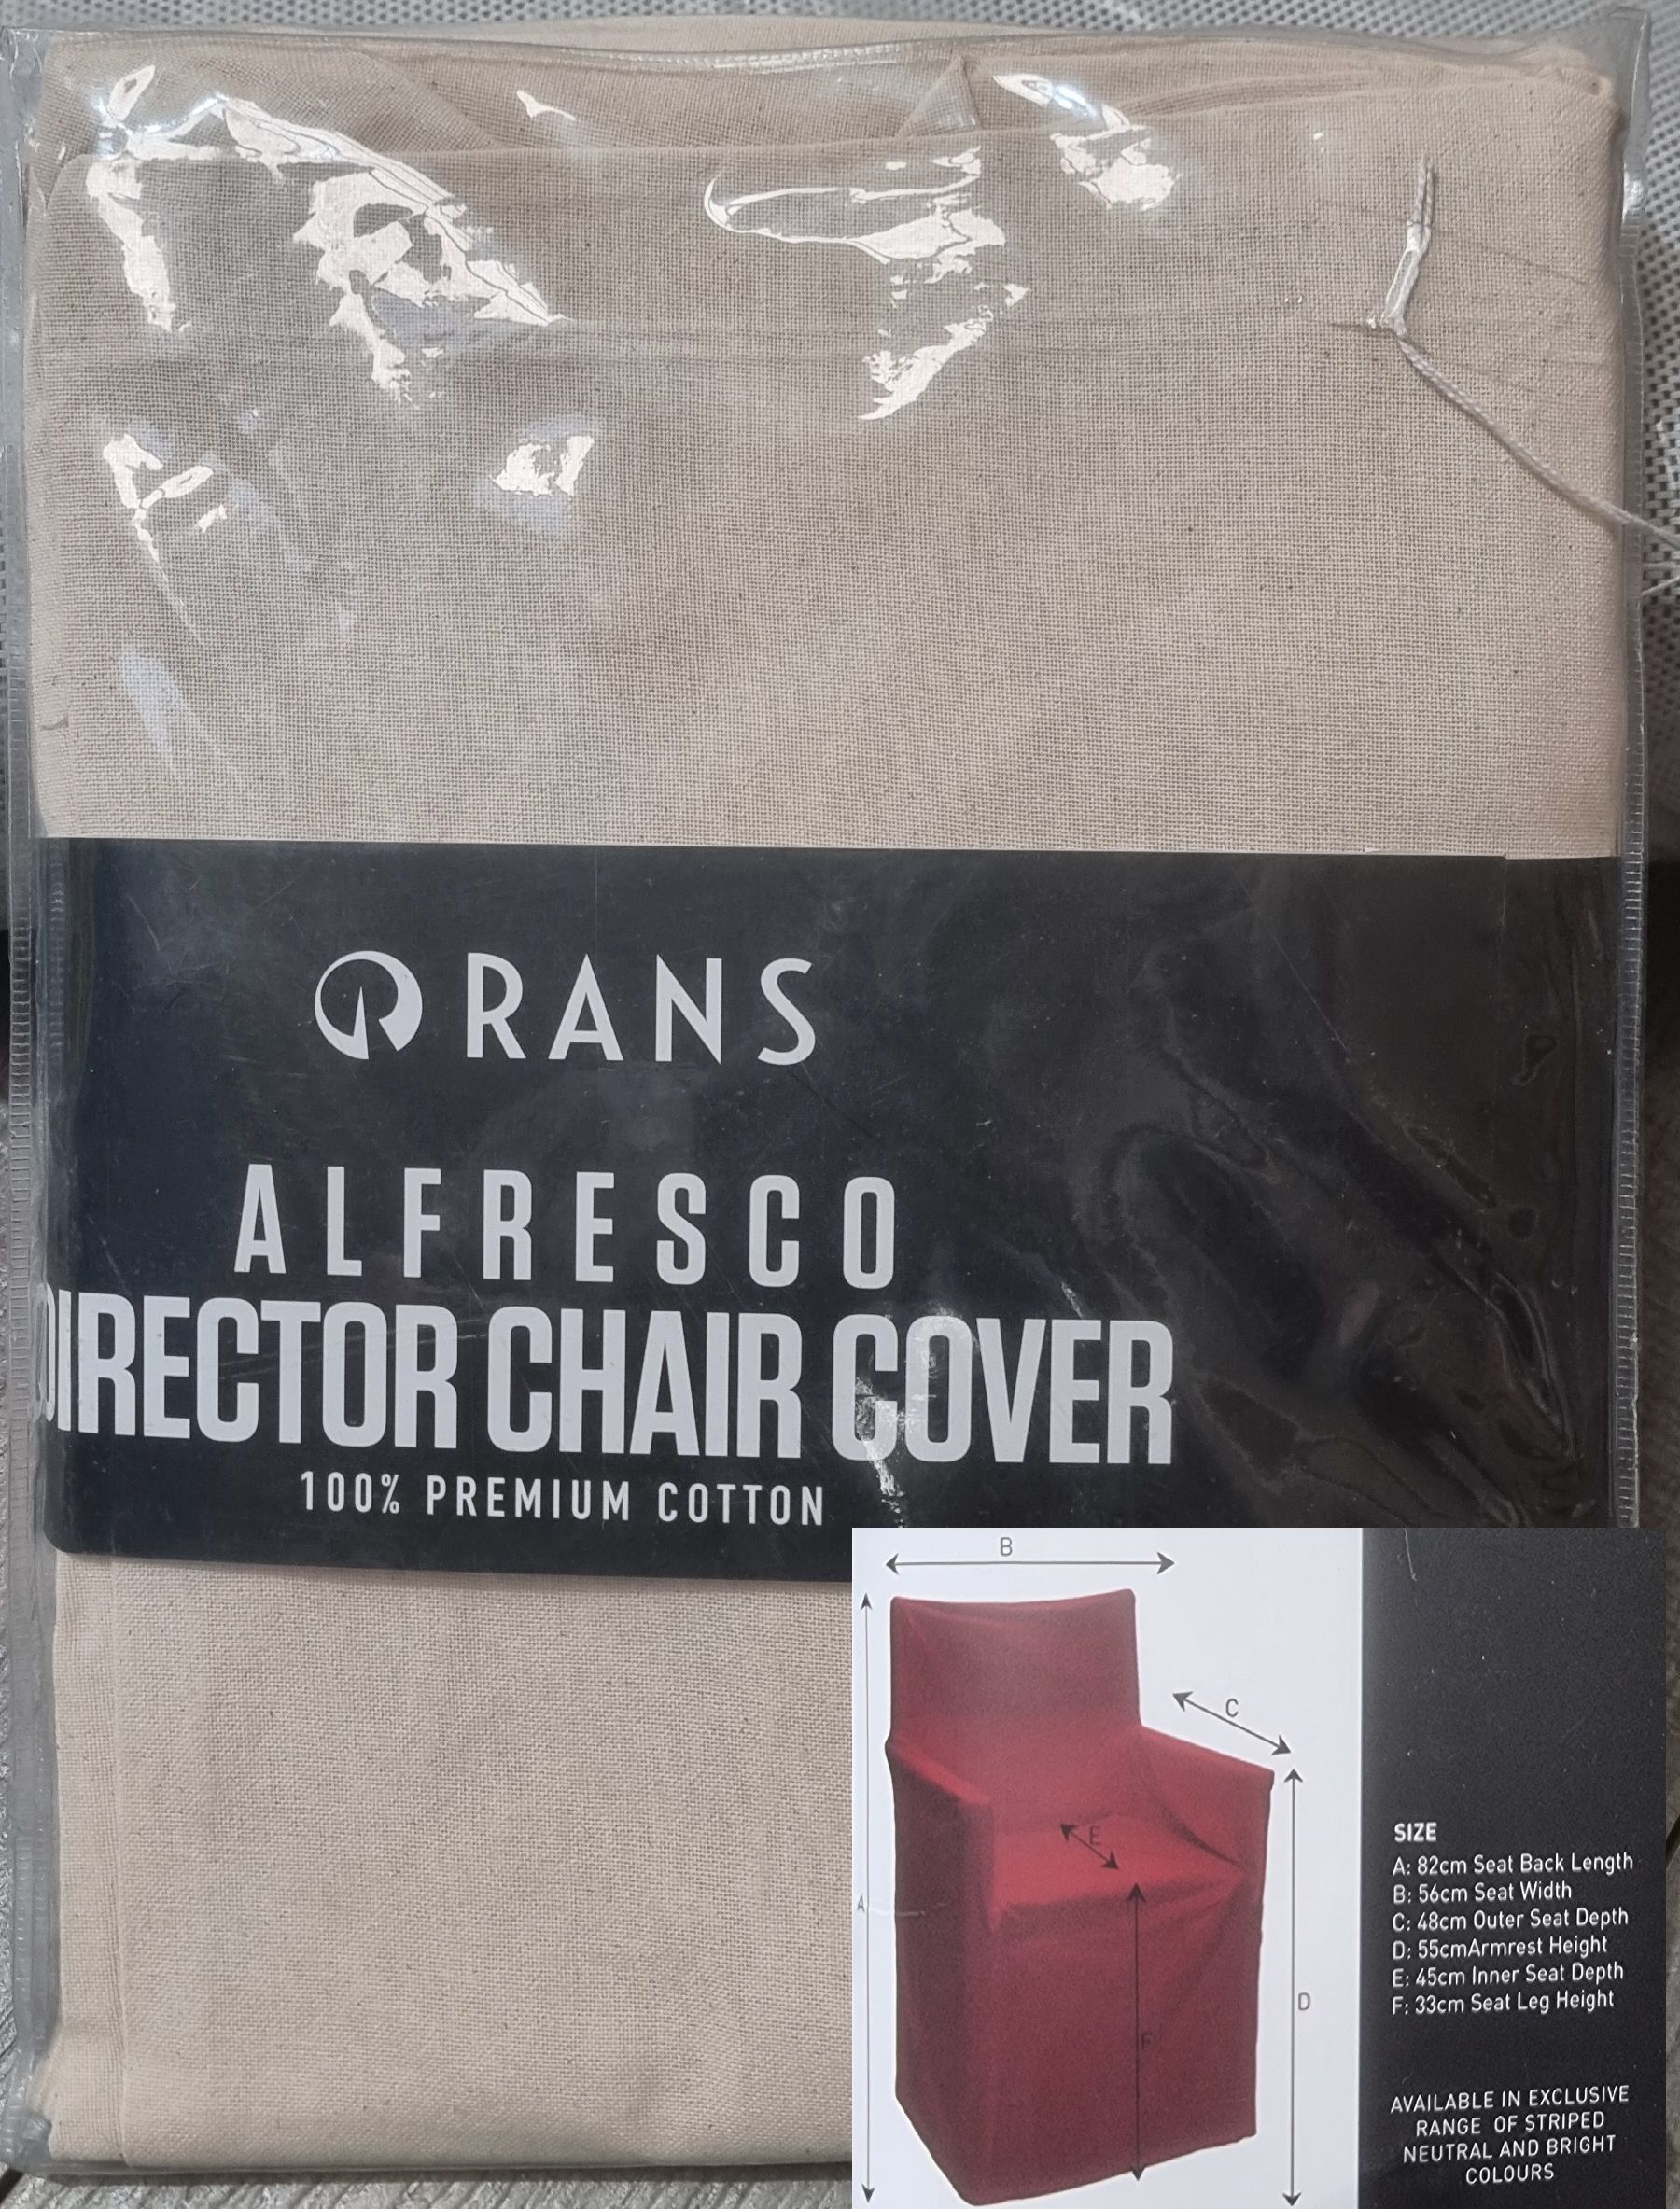 RANS
ALFRESCO
DIRECTOR CHAIR COVER
100% PREMIUM COTTON
B
C
E
A
F
D
SIZE
A: 82cm Seat Back Length
B: 56cm Seat Width
C: 48cm Outer Seat Depth
D: 55cmArmrest Height
E: 45cm Inner Seat Depth
F: 33cm Seat Leg Height
AVAILABLE IN EXCLUSIVE
RANGE OF STRIPED
NEUTRAL AND BRIGHT
COLOURS